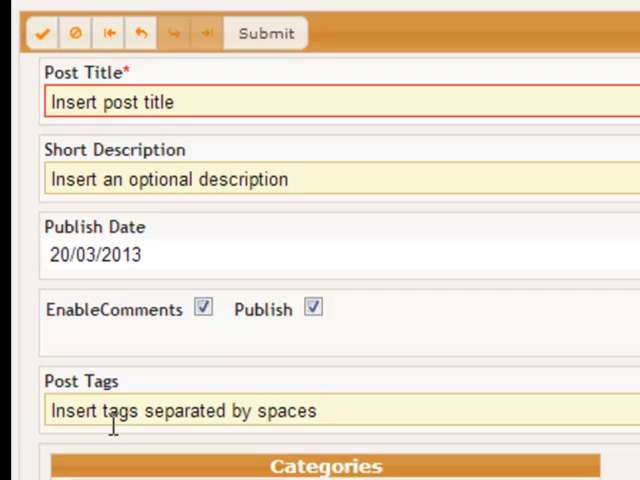 Submit
Post Title*
Insert post title
Short Description
Insert an optional description
Publish Date
20/03/2013
EnableComments Publish
Post Tags
Insert tags separated by spaces
Categories